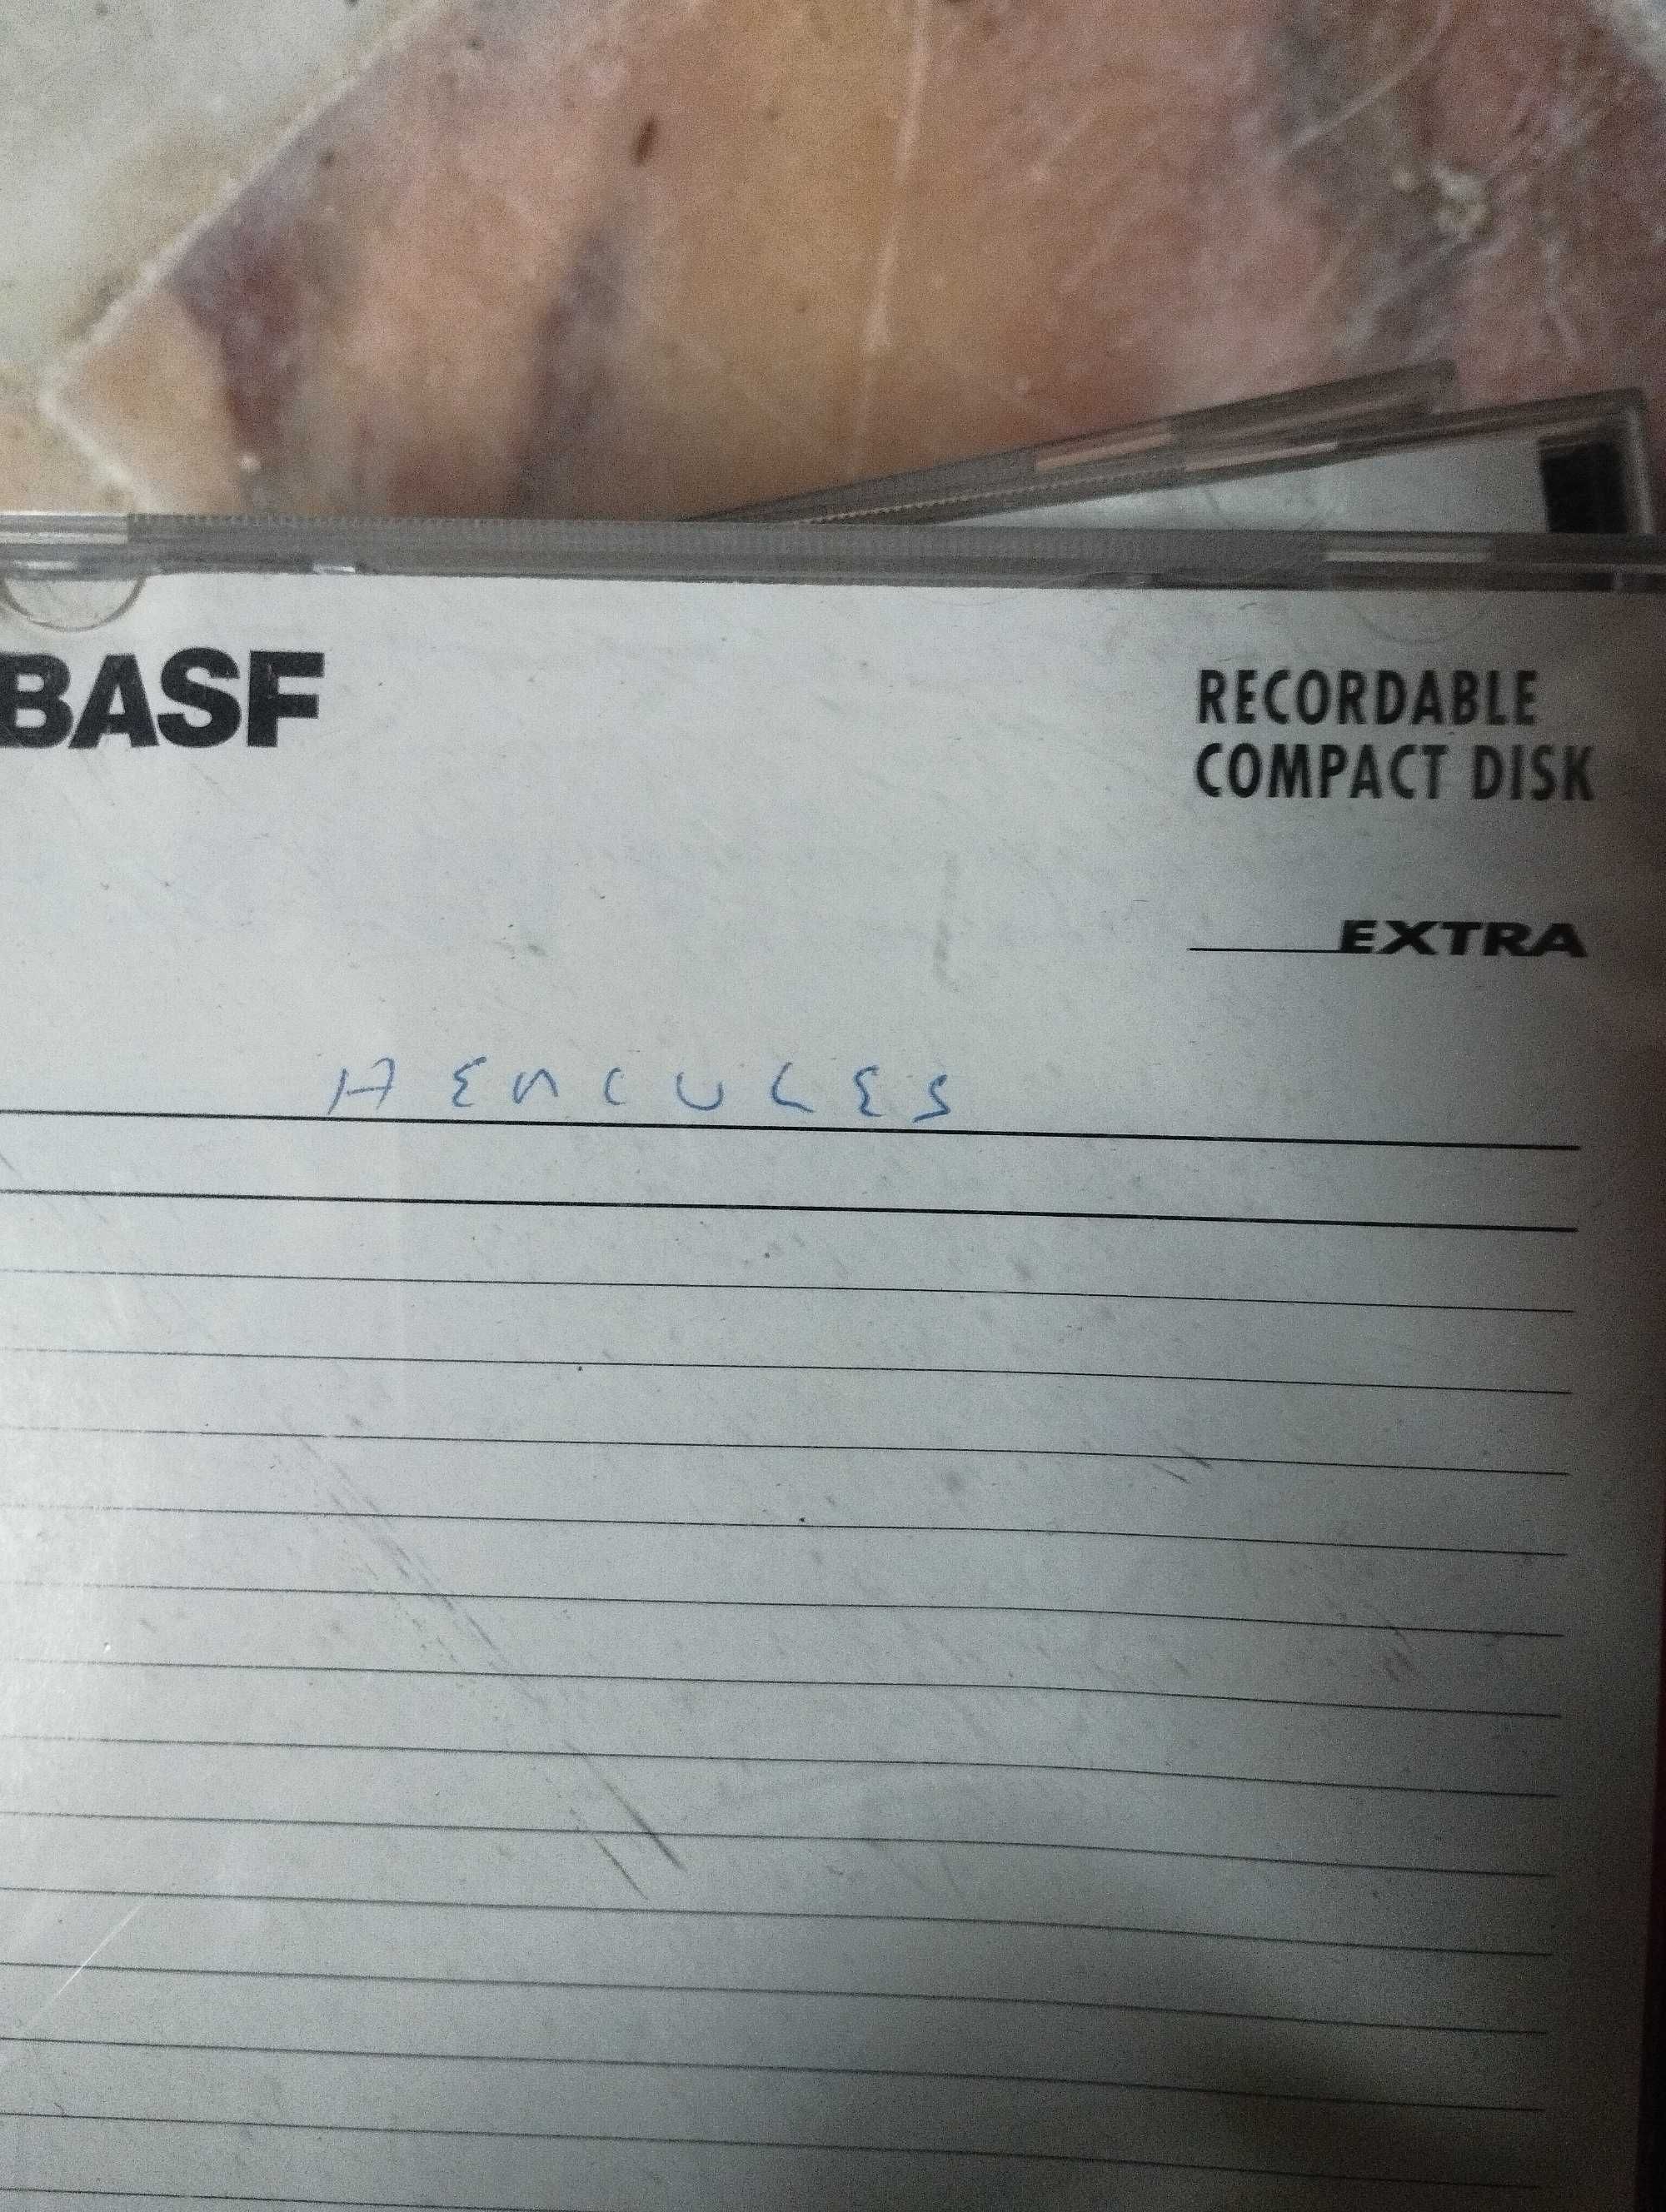 BASF
RECORDABLE
COMPACT DISK
EXTRA
HERCULES